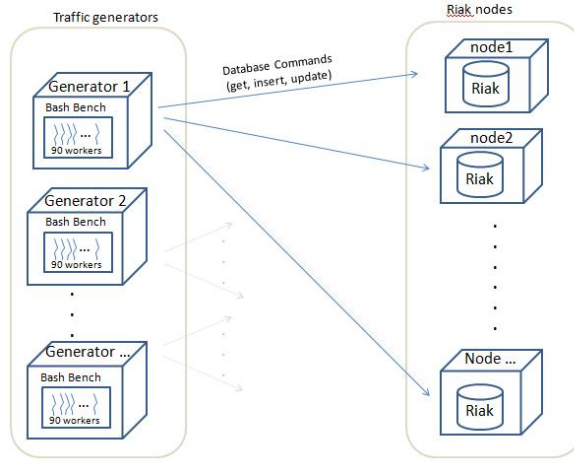 Traffic generators
Riak nodes
Generator 1
Bash Bench
...
90 workers
Database Commands
(get, insert, update)
node1
Riak
node2
Riak
Generator 2
Bash Bench
...
90 workers
Generator ...
Bash Bench
...
90 workers
Node ...
Riak